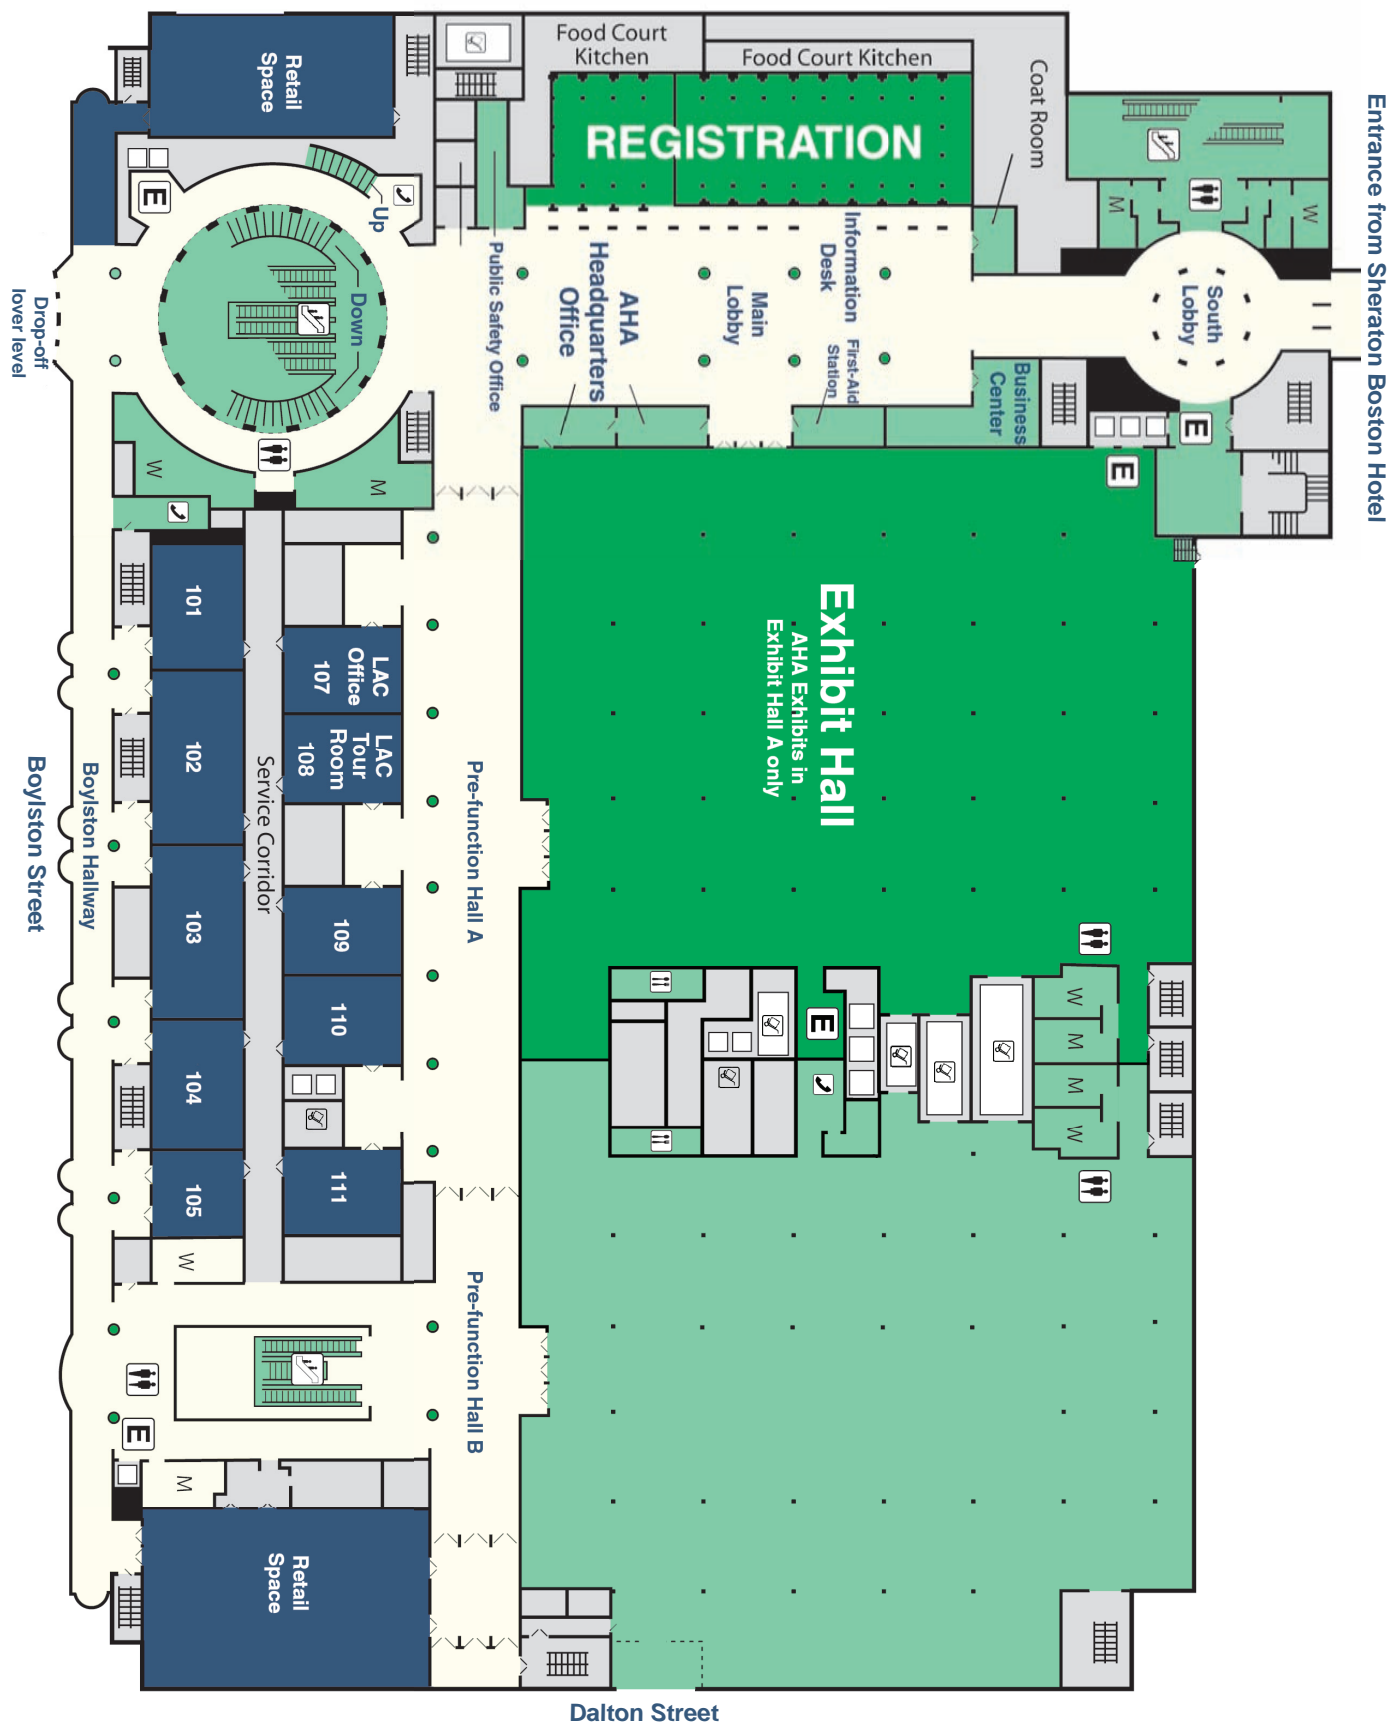 Food Court
Kitchen
Food Court Kitchen
Coat Room
REGISTRATION
Retail
Space
Entrance from Sheraton Boston Hotel
E
Up
M
W
Public Safety Office
AHA
Headquarters
Office
Main
Lobby
Information
Desk
First-Aid
Station
South
Lobby
Down
Drop-off
lover level
Business
Center
E
E
W
M
101
102
103
104
105
LAC
Office
107
LAC
Tour
Room
108
109
110
111
Service Corridor
Pre-function Hall A
Exhibit Hall
AHA Exhibits in
Exhibit Hall A only
Boylston Street
Boylston Hallway
E
W
M
M
W
W
Pre-function Hall B
E
M
Retail
Space
Dalton Street